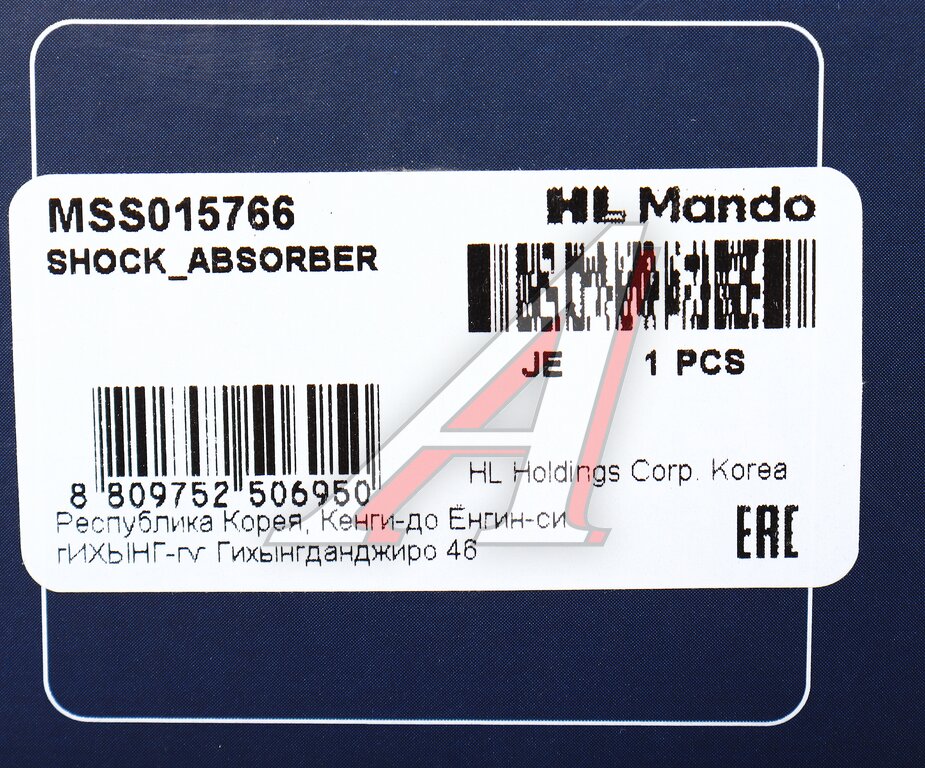 MSS015766
SHOCK_ABSORBER
HL Mando
JE 1 PCS
8 809752 506950
HL Holdings Corp. Korea
Республика Корея, Кенги-до Ёнгин-си
гИХЫНГ-гу Гихынгданджиро 46
EAC